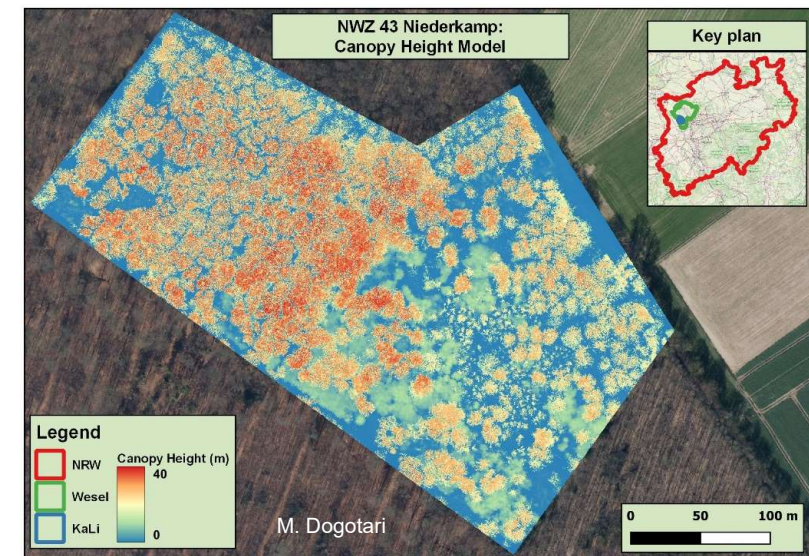 NWZ 43 Niederkamp:
Canopy Height Model
Key plan
Legend
NRW
Wesel
KaLi
Canopy Height (m)
40
0
M. Dogotari
0 50 100 m